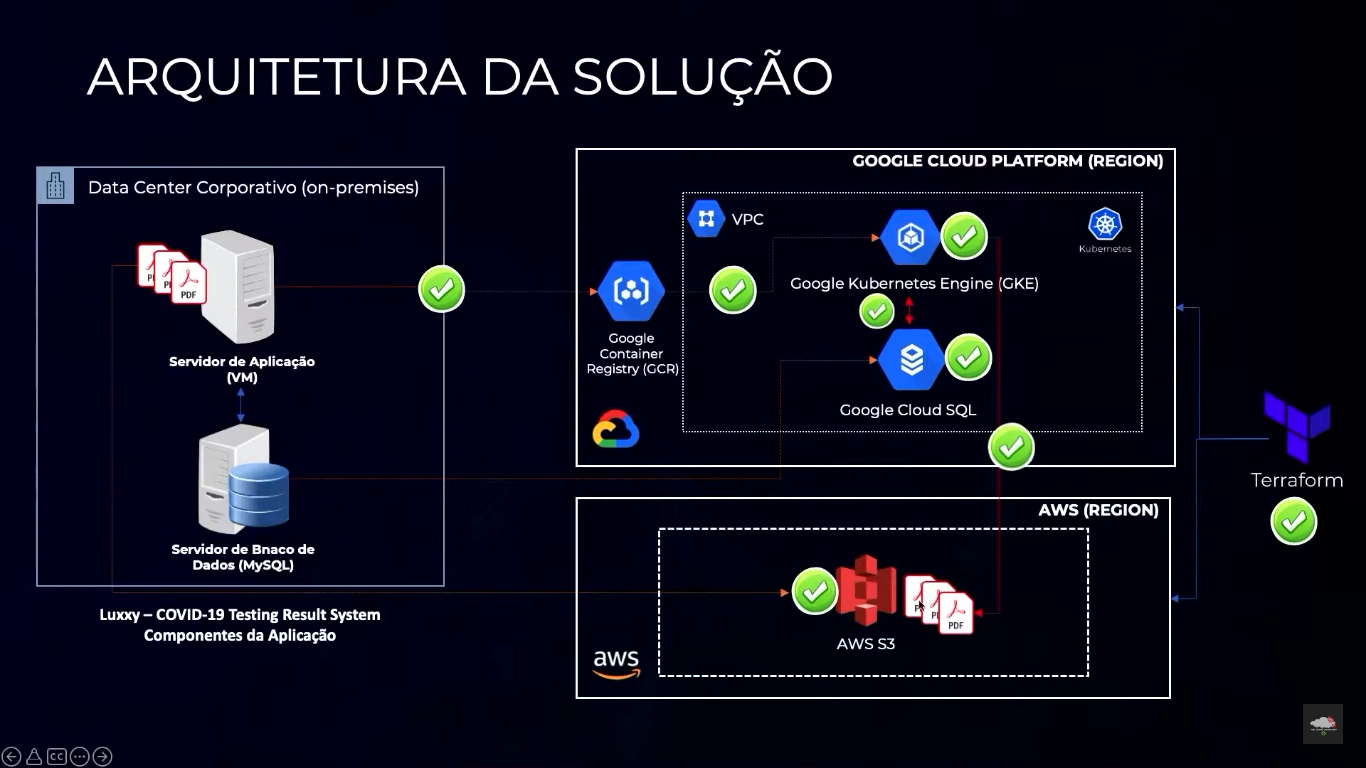 ARQUITETURA DA SOLUÇÃO
Data Center Corporativo (on-premises)
PDF
Servidor de Aplicação
(VM)
Servidor de Bnaco de
Dados (MySQL)
Luxxy – COVID-19 Testing Result System
Componentes da Aplicação
GOOGLE CLOUD PLATFORM (REGION)
VPC
Kubernetes
Google Kubernetes Engine (GKE)
Google
Container
Registry (GCR)
Google Cloud SQL
AWS (REGION)
PDF
AWS S3
aws
Terraform
CC